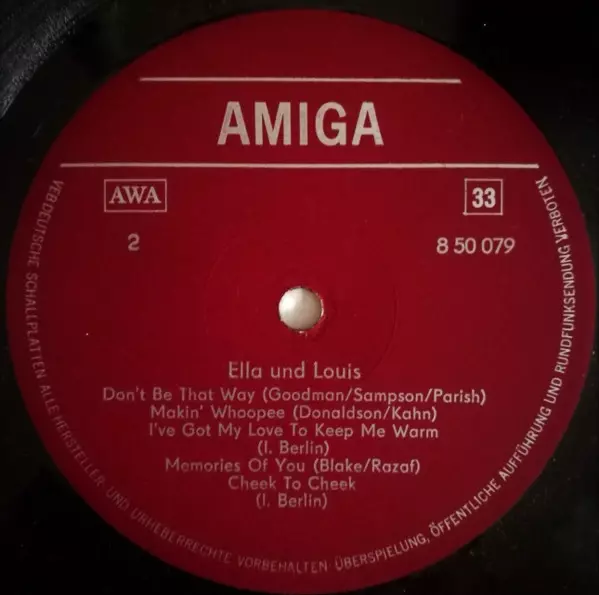 AMIGA
AWA
33
2
8 50 079
Ella und Louis
Don't Be That Way (Goodman/Sampson/Parish)
Makin' Whoopee (Donaldson/Kahn)
I've Got My Love To Keep Me Warm
(I. Berlin)
Memories Of You (Blake/Razaf)
Cheek To Cheek
(I. Berlin)
VEB DEUTSCHE SCHALLPLATTEN ALLE HERSTELLER- UND URHEBERRECHTE VORBEHALTEN ÜBERSPIELUNG, ÖFFENTLICHE AUFFÜHRUNG UND RUNDFUNKSENDUNG VERBOTEN